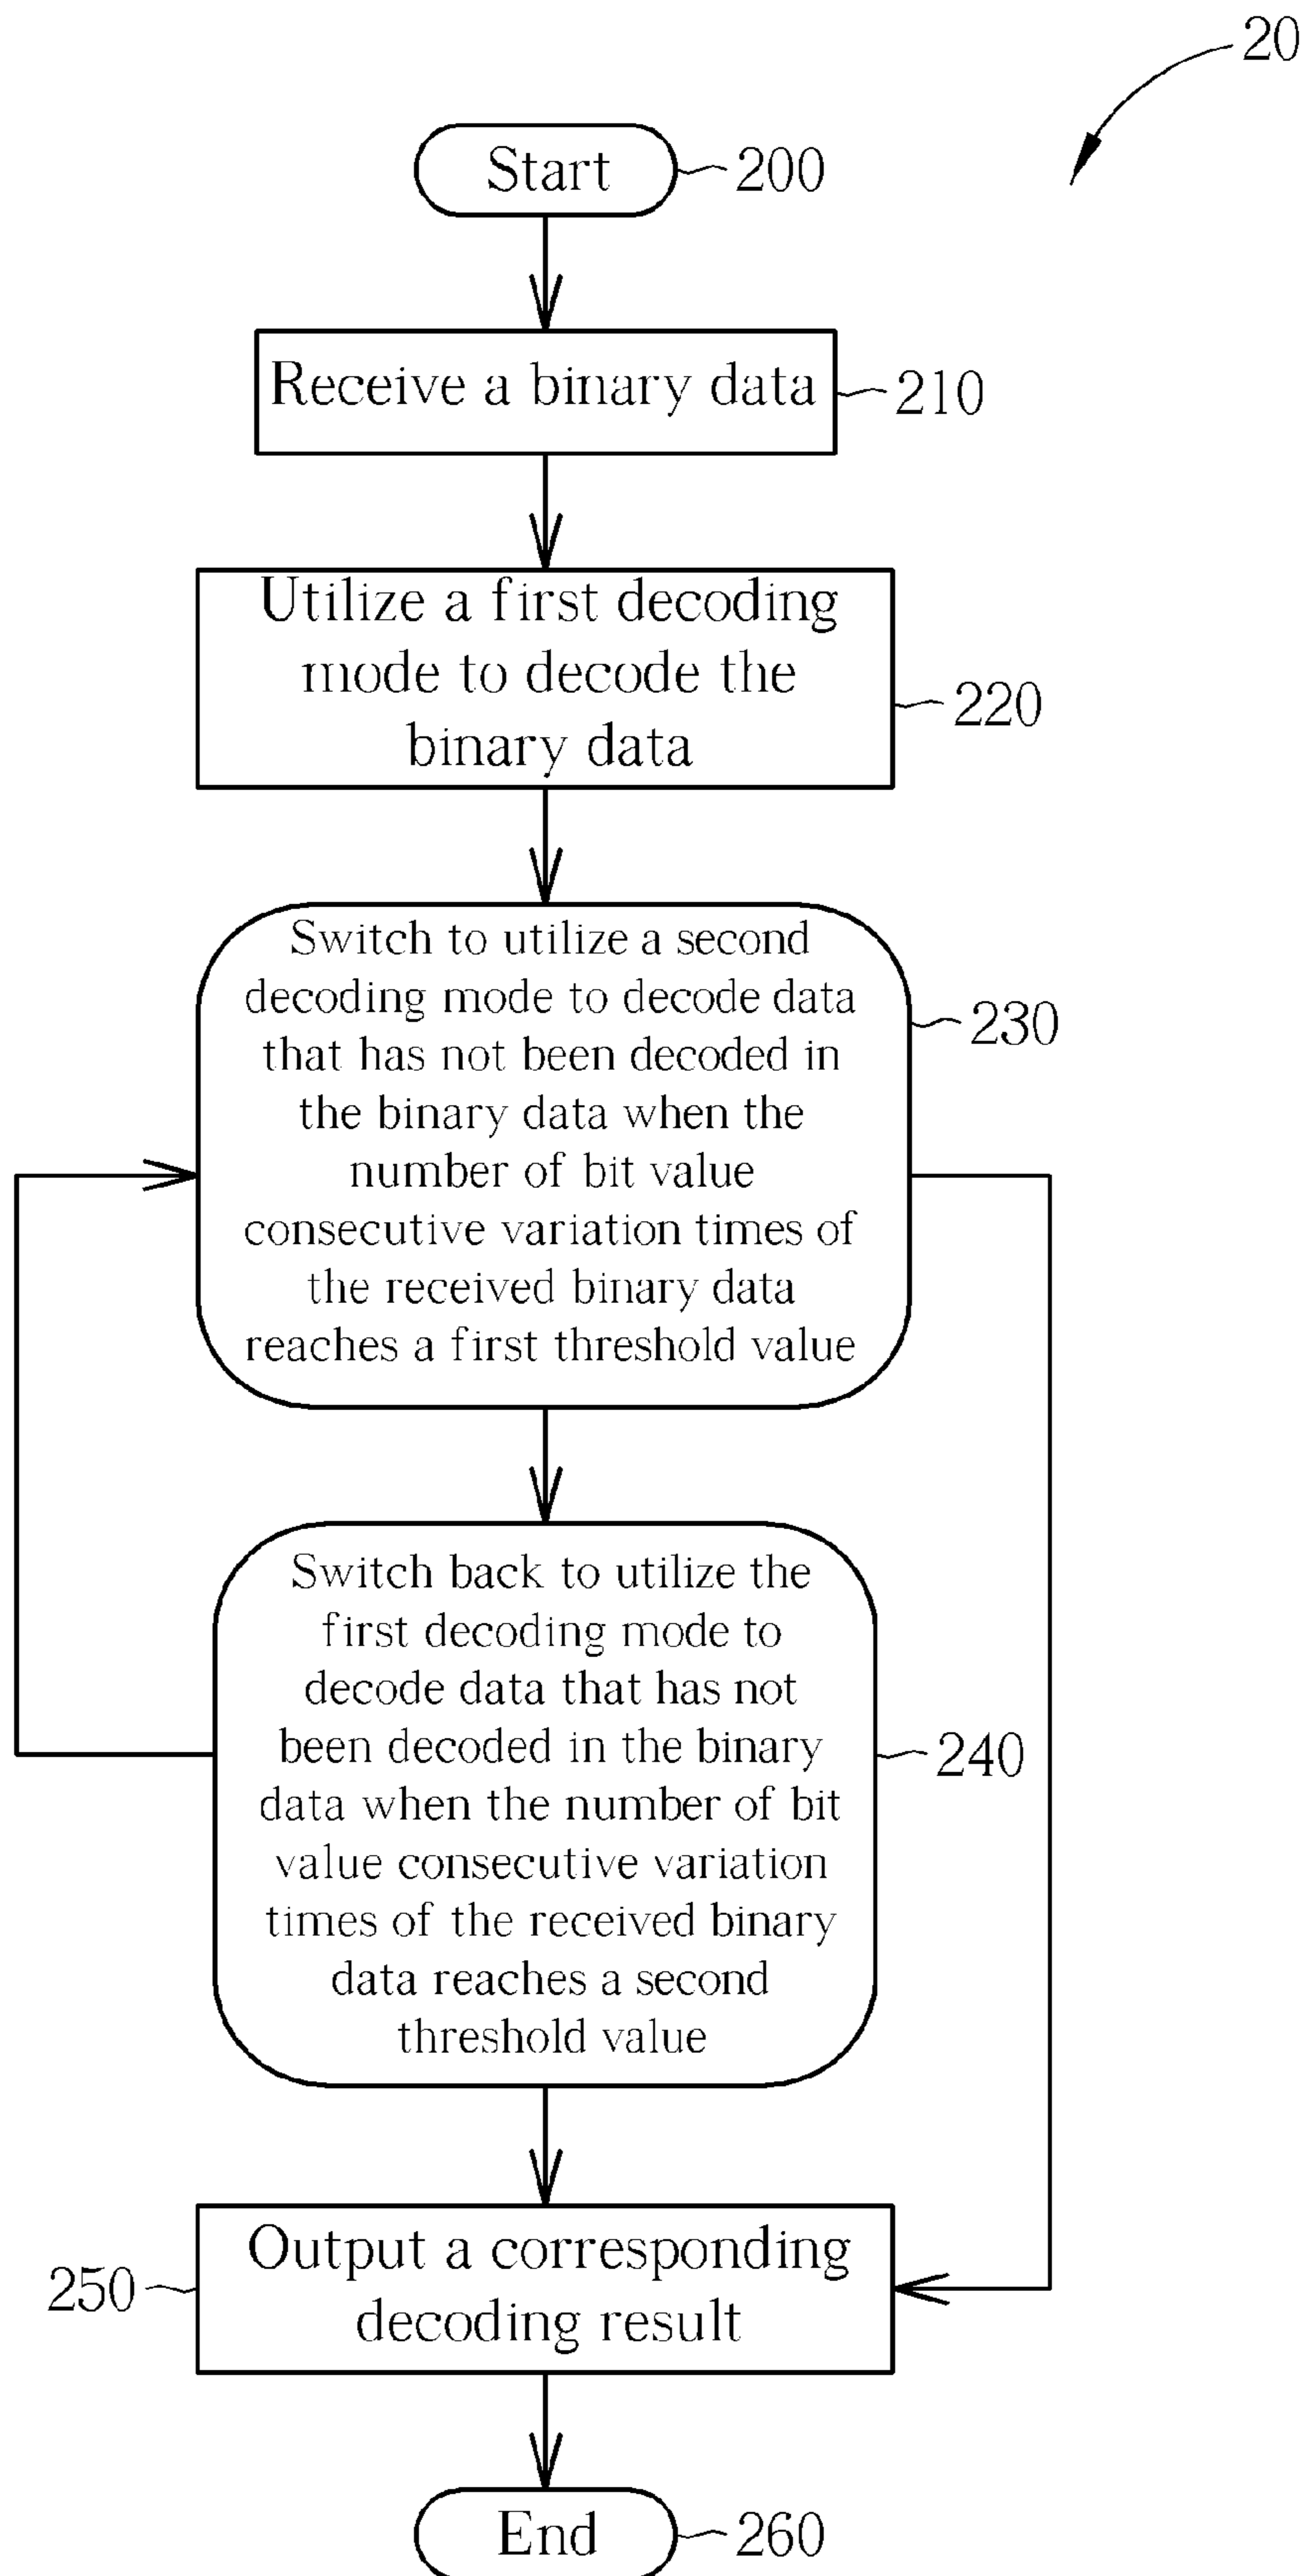 20
Start
200
Receive a binary data
210
Utilize a first decoding
mode to decode the
binary data
220
Switch to utilize a second
decoding mode to decode data
that has not been decoded in
the binary data when the
number of bit value
consecutive variation times of
the received binary data
reaches a first threshold value
230
Switch back to utilize the
first decoding mode to
decode data that has not
been decoded in the binary
data when the number of bit
value consecutive variation
times of the received binary
data reaches a second
threshold value
240
Output a corresponding
decoding result
250
End
260